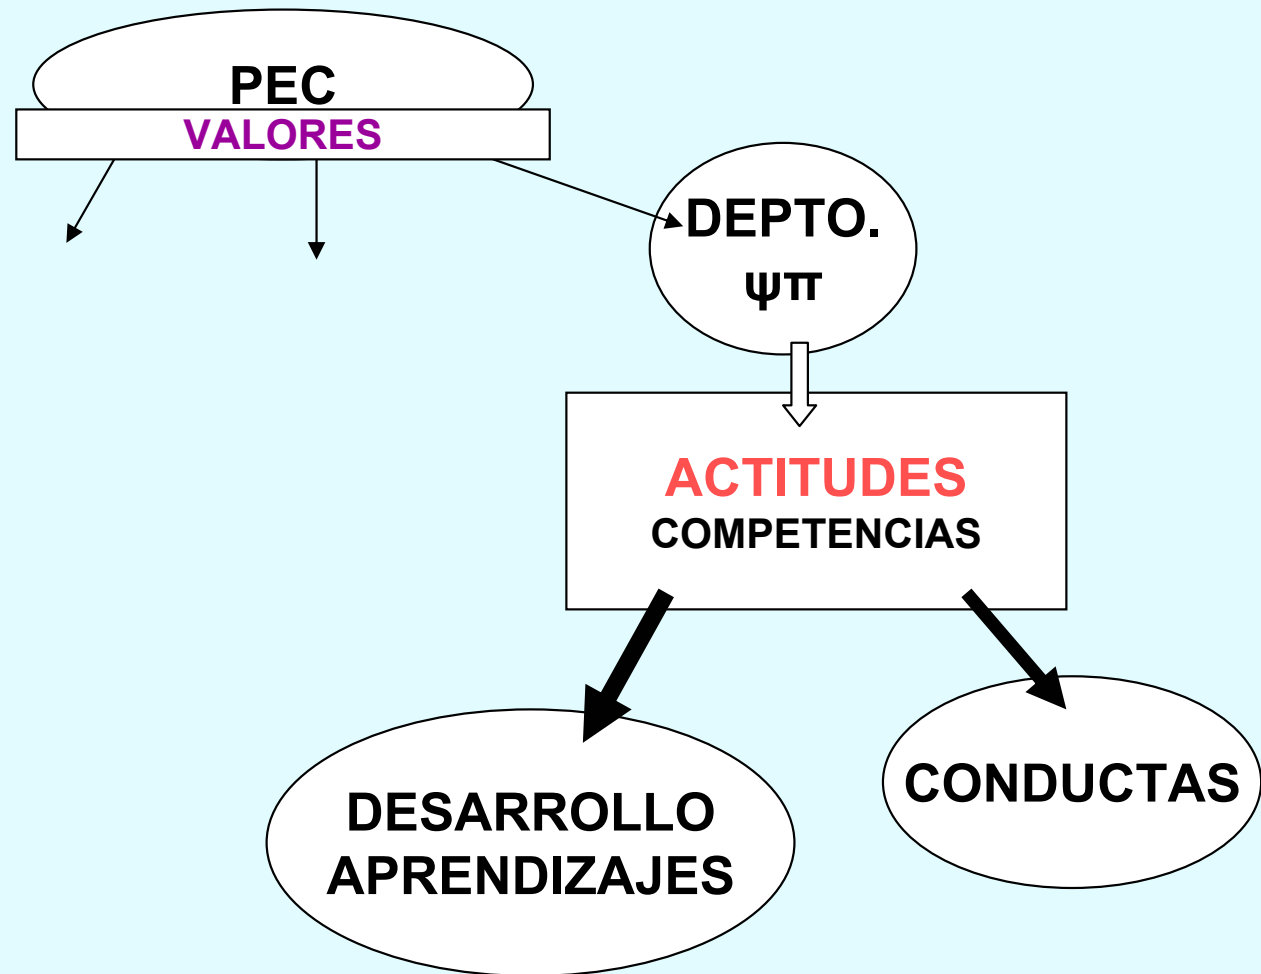 PEC
VALORES
DEPTO.
ψπ
ACTITUDES
COMPETENCIAS
DESARROLLO
APRENDIZAJES
CONDUCTAS